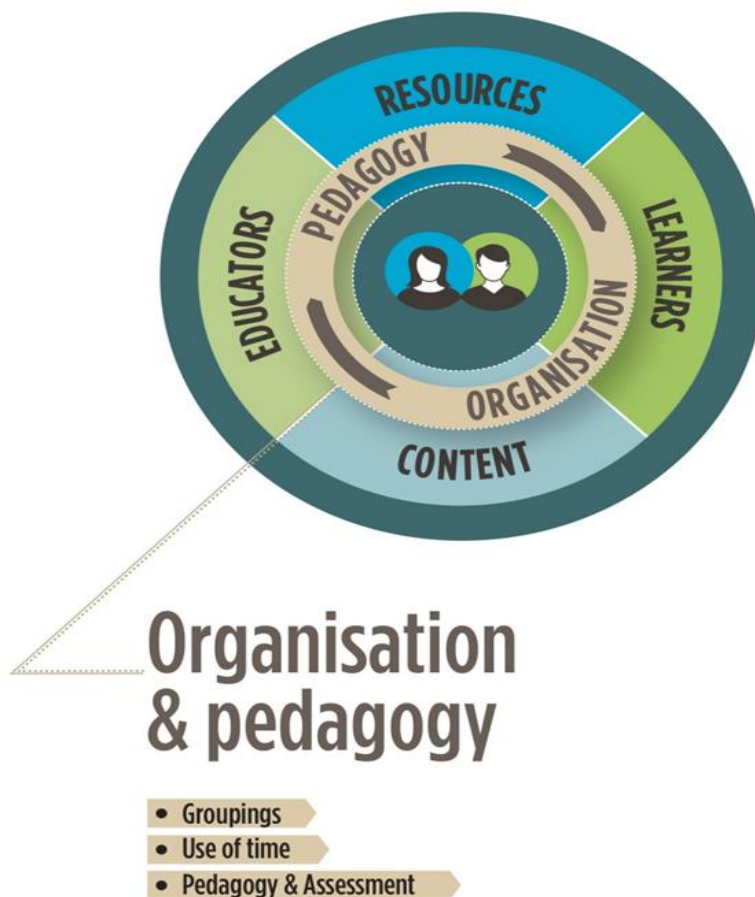 RESOURCES
PEDAGOGY
EDUCATORS
LEARNERS
ORGANISATION
CONTENT
Organisation
& pedagogy
• Groupings
• Use of time
• Pedagogy & Assessment